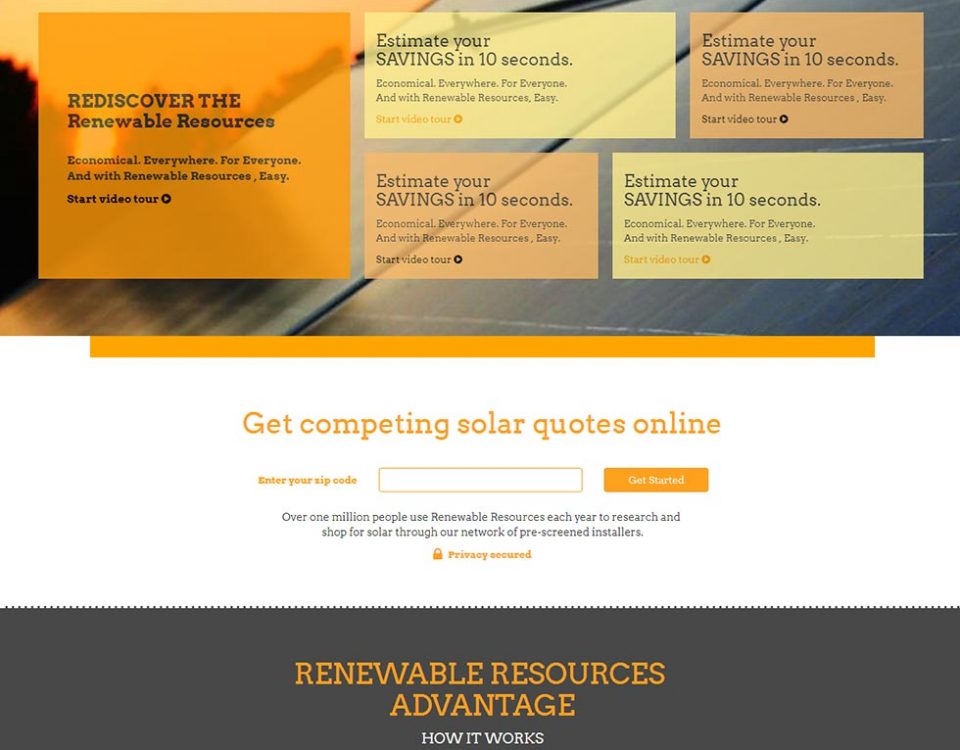 REDISCOVER THE
Renewable Resources
Economical. Everywhere. For Everyone.
And with Renewable Resources , Easy.
Start video tour
Estimate your
SAVINGS in 10 seconds.
Economical. Everywhere. For Everyone.
And with Renewable Resources, Easy.
Start video tour
Estimate your
SAVINGS in 10 seconds.
Economical. Everywhere. For Everyone.
And with Renewable Resources , Easy.
Start video tour
Estimate your
SAVINGS in 10 seconds.
Economical. Everywhere. For Everyone.
And with Renewable Resources , Easy.
Start video tour
Estimate your
SAVINGS in 10 seconds.
Economical. Everywhere. For Everyone.
And with Renewable Resources , Easy.
Start video tour
Get competing solar quotes online
Enter your zip code
Get Started
Over one million people use Renewable Resources each year to research and
shop for solar through our network of pre-screened installers.
Privacy secured
RENEWABLE RESOURCES
ADVANTAGE
HOW IT WORKS